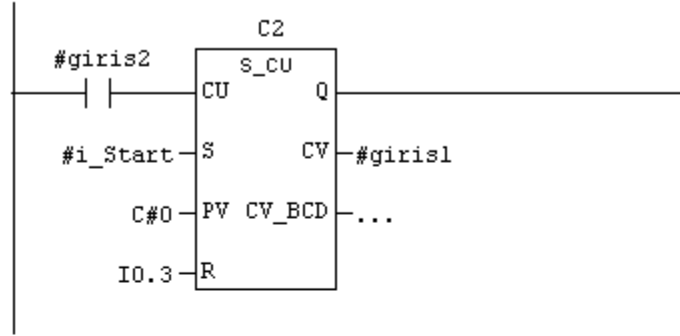 C2
#giris2
S_CU
CU Q
#i_Start S CV #giris1
C#0 PV CV_BCD ...
I0.3 R